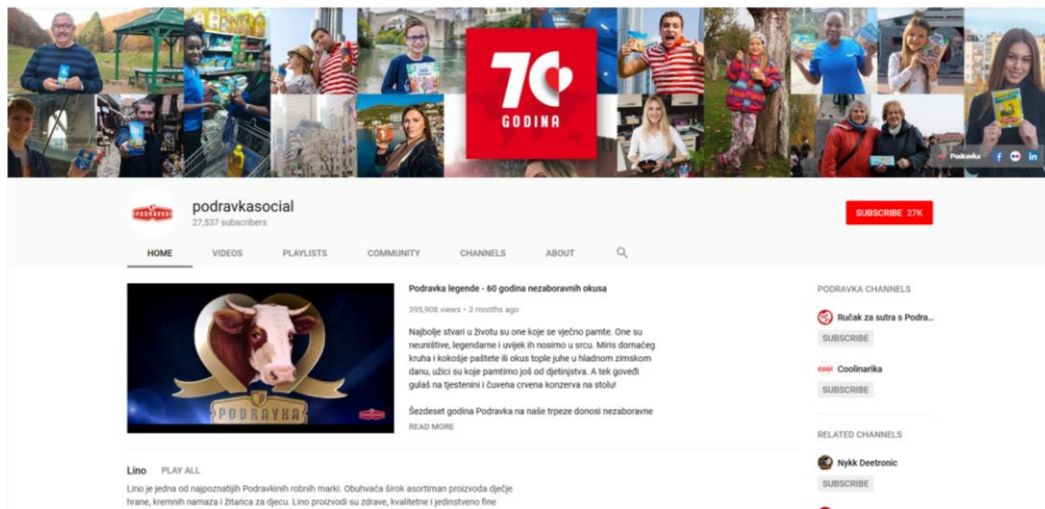 70
GODINA
Podravka
PODRAVKA
podravkasocial
27,537 subscribers
SUBSCRIBE 27K
HOME VIDEOS PLAYLISTS COMMUNITY CHANNELS ABOUT
PODRAVKA
PODRAVKA
Podravka legende - 60 godina nezaboravnih okusa
395,908 views • 3 months ago
Najbolje stvari u životu su one koje se vječno pamte. One su
neuništive, legendarne i uvijek ih nosimo u srcu. Miris domaćeg
kruha i kokošje paštete ili okus tople juhe u hladnom zimskom
danu, užici su koje pamtimo još od djetinjstva. A tek goveđi
gulaš na tjestenini i čuvena crvena konzerva na stolu!
Šezdeset godina Podravka na naše trpeze donosi nezaboravne
READ MORE
PODRAVKA CHANNELS
Ručak za sutra s Podra...
SUBSCRIBE
cool Coolinarika
SUBSCRIBE
RELATED CHANNELS
Nykk Deetronic
SUBSCRIBE
Lino PLAY ALL
Lino je jedna od najpoznatijih Podravkinih robnih marki. Obuhvaća širok asortiman proizvoda dječje
hrane, kremnih namaza i žitarica za djecu. Lino proizvodi su zdrave, kvalitetne i jedinstveno fine